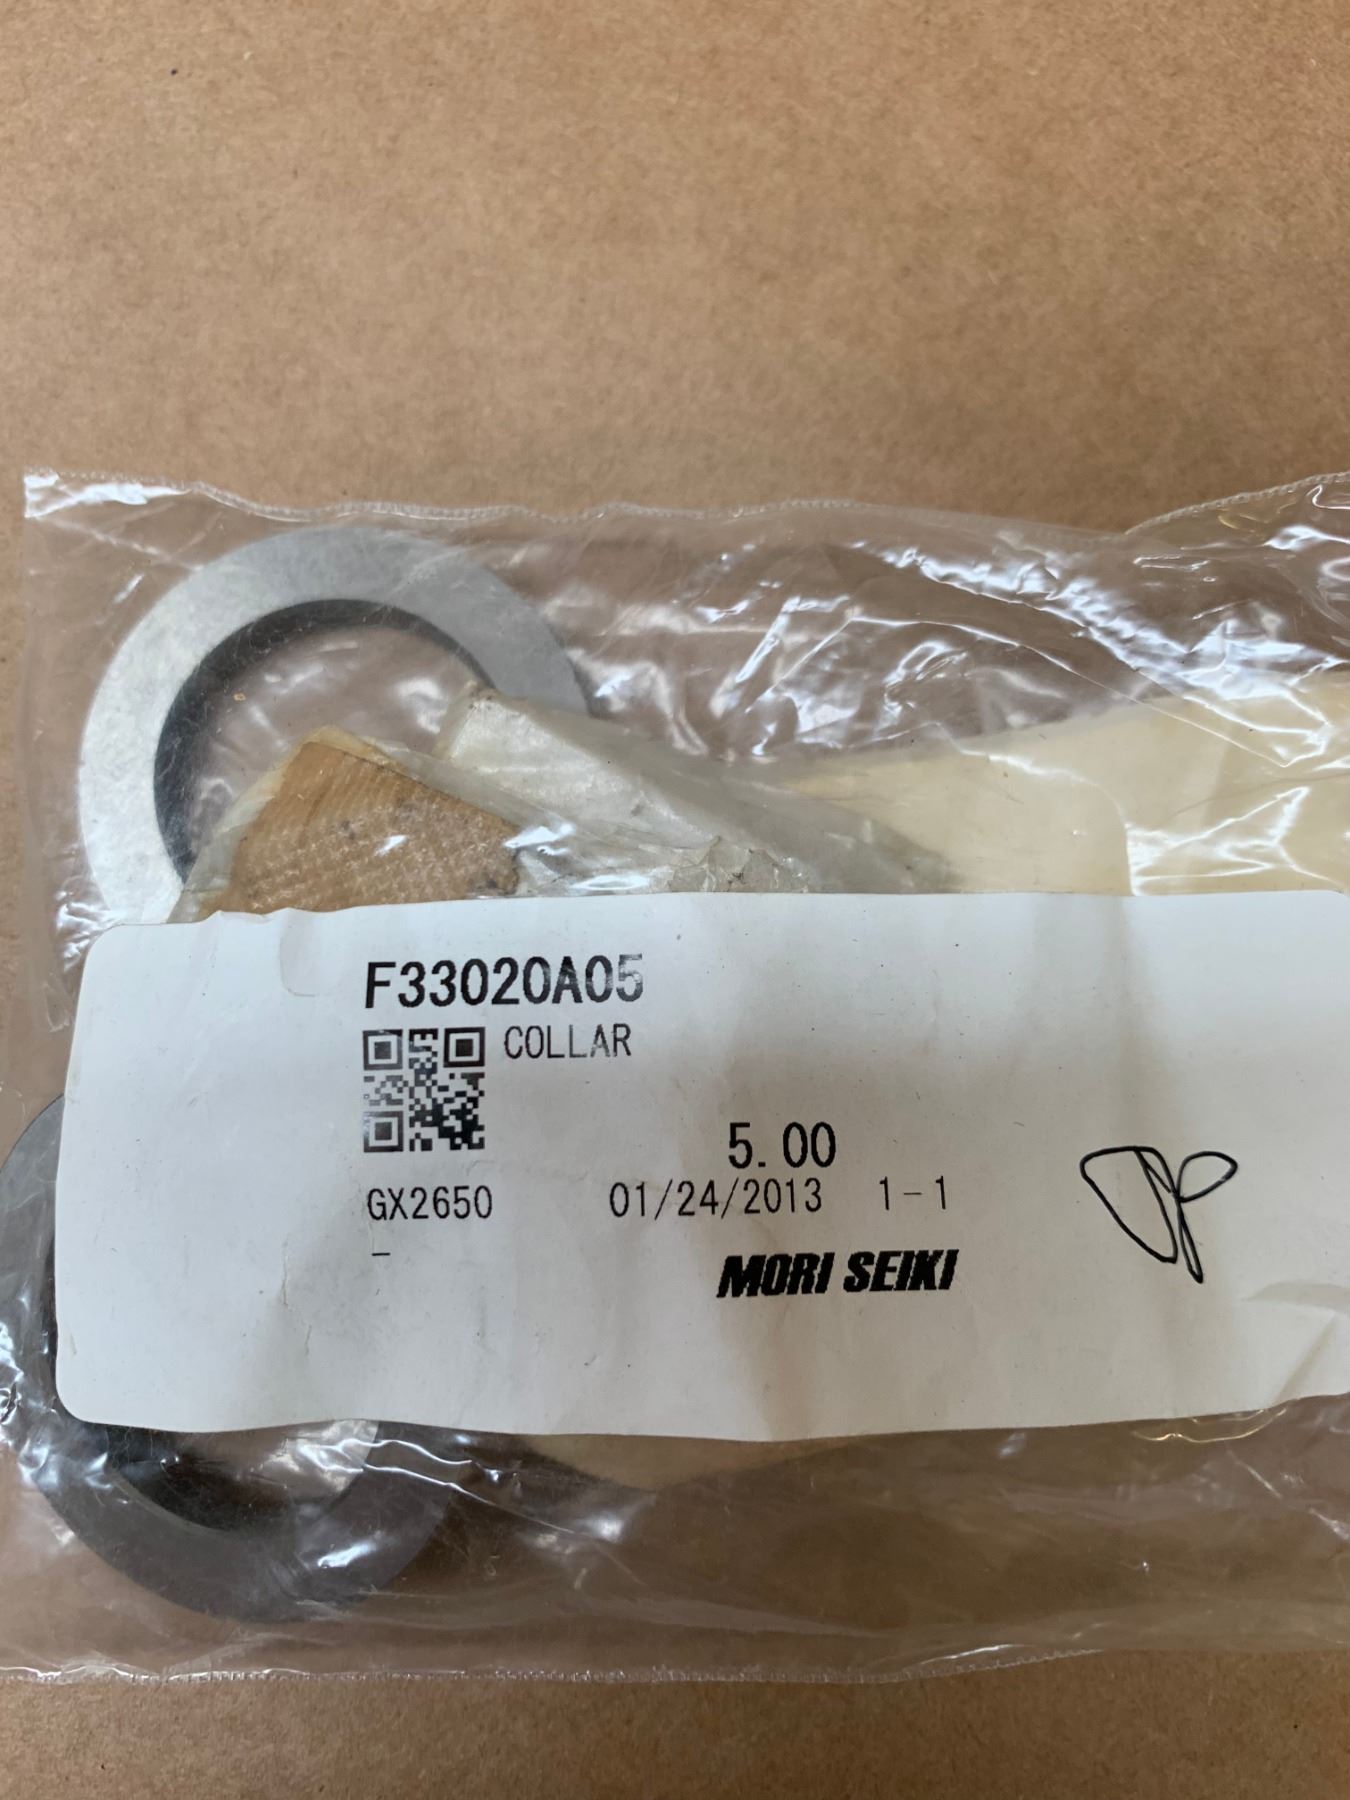 F33020A05
COLLAR
5.00
GX2650 01/24/2013 1-1
-
MORI SEIKI